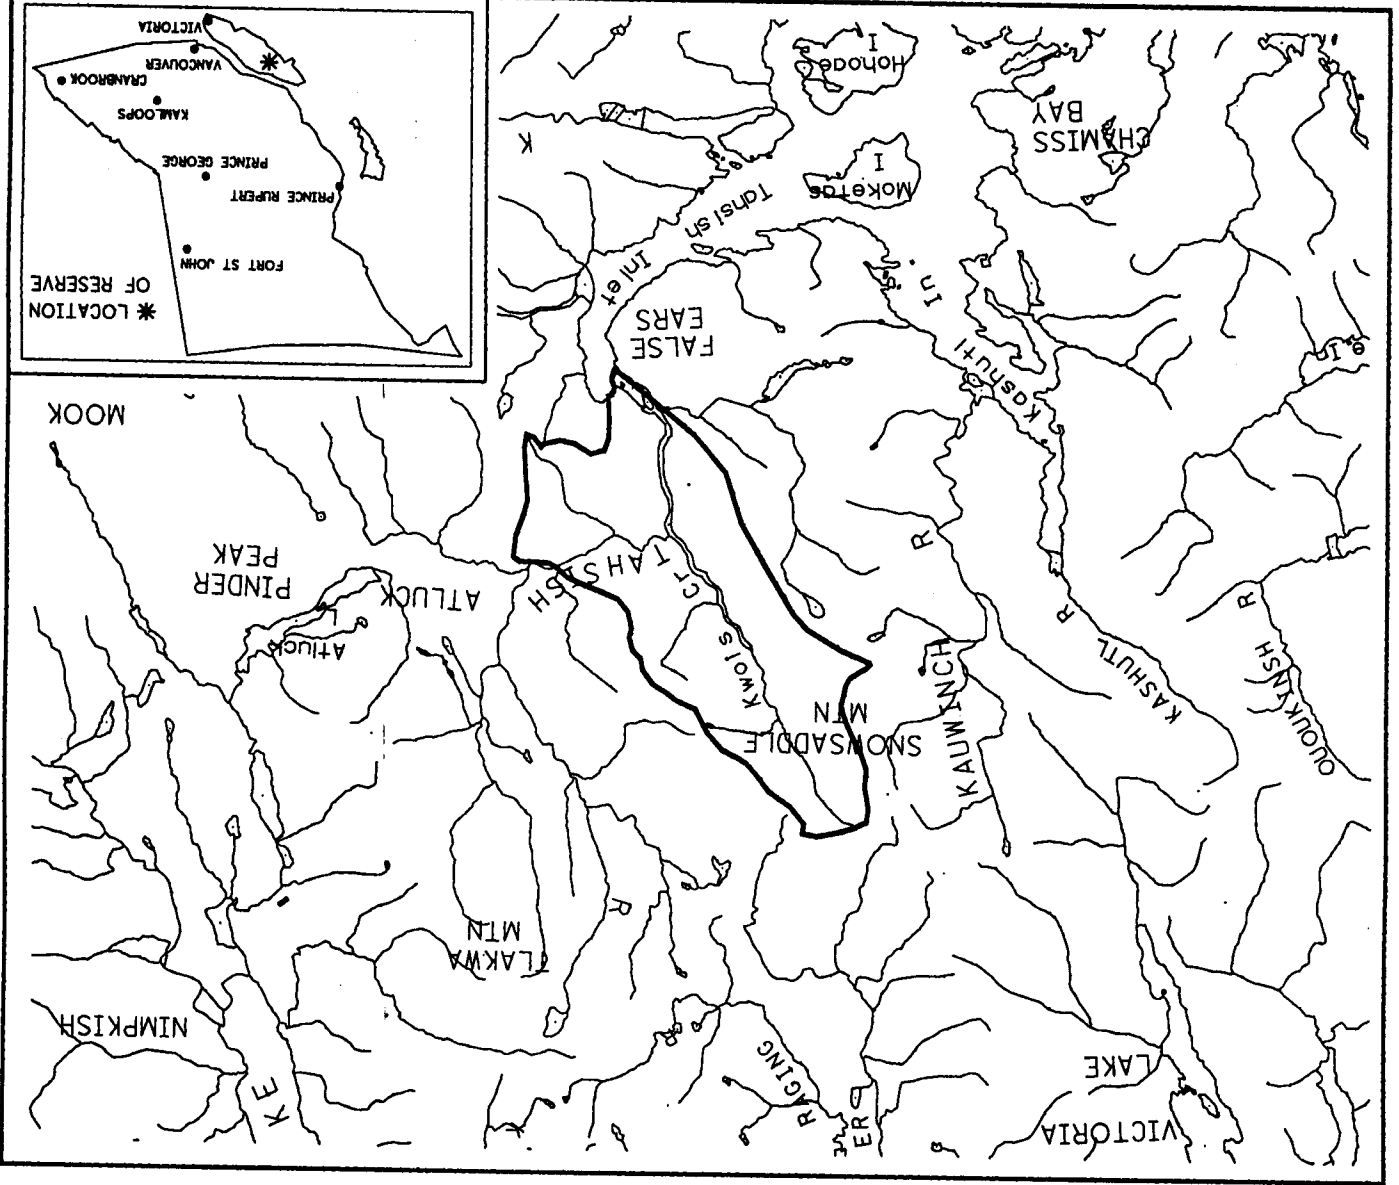 VICTORIA
LAKE
ER
RAGING
R
KE
NIMPKISH
TLAKWA
MTN
R
OUOUKINSH R
KASHUTL R
KAUWINCH R
SNOWSADDLE
MTN
Kwois Cr
TAHSISH
ATLUCK
Atluck
L
PINDER
PEAK
MOOK
e In
Kashutl In.
FALSE
EARS
Tahsish Inlet
CHAMISS
BAY
Moketas
I
Hohoae
I
K
* LOCATION
OF RESERVE
FORT ST JOHN
PRINCE RUPERT
PRINCE GEORGE
KAMLOOPS
CRANBROOK
VANCOUVER
VICTORIA